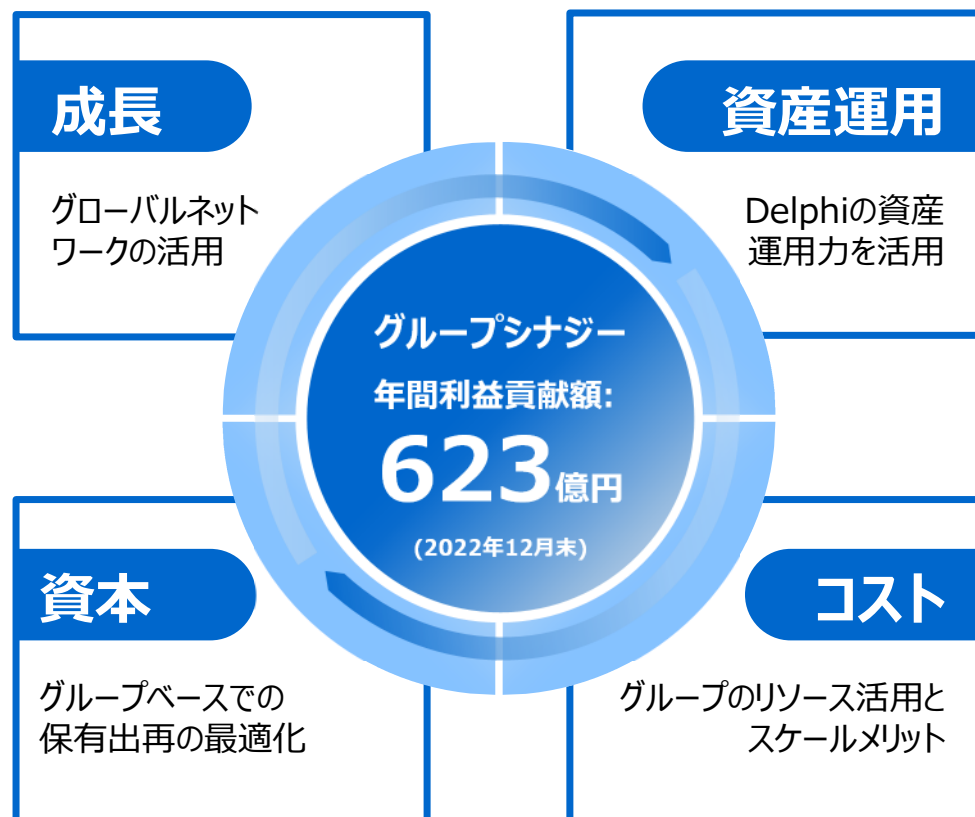 成長
グローバルネット
ワークの活用
資産運用
Delphiの資産
運用力を活用
グループシナジー
年間利益貢献額:
623億円
(2022年12月末)
資本
グループベースでの
保有出再の最適化
コスト
グループのリソース活用と
スケールメリット